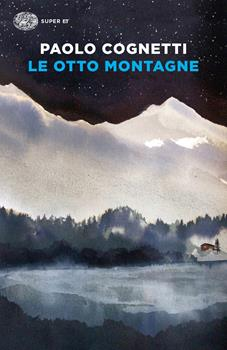 SUPER ET
PAOLO COGNETTI
LE OTTO MONTAGNE